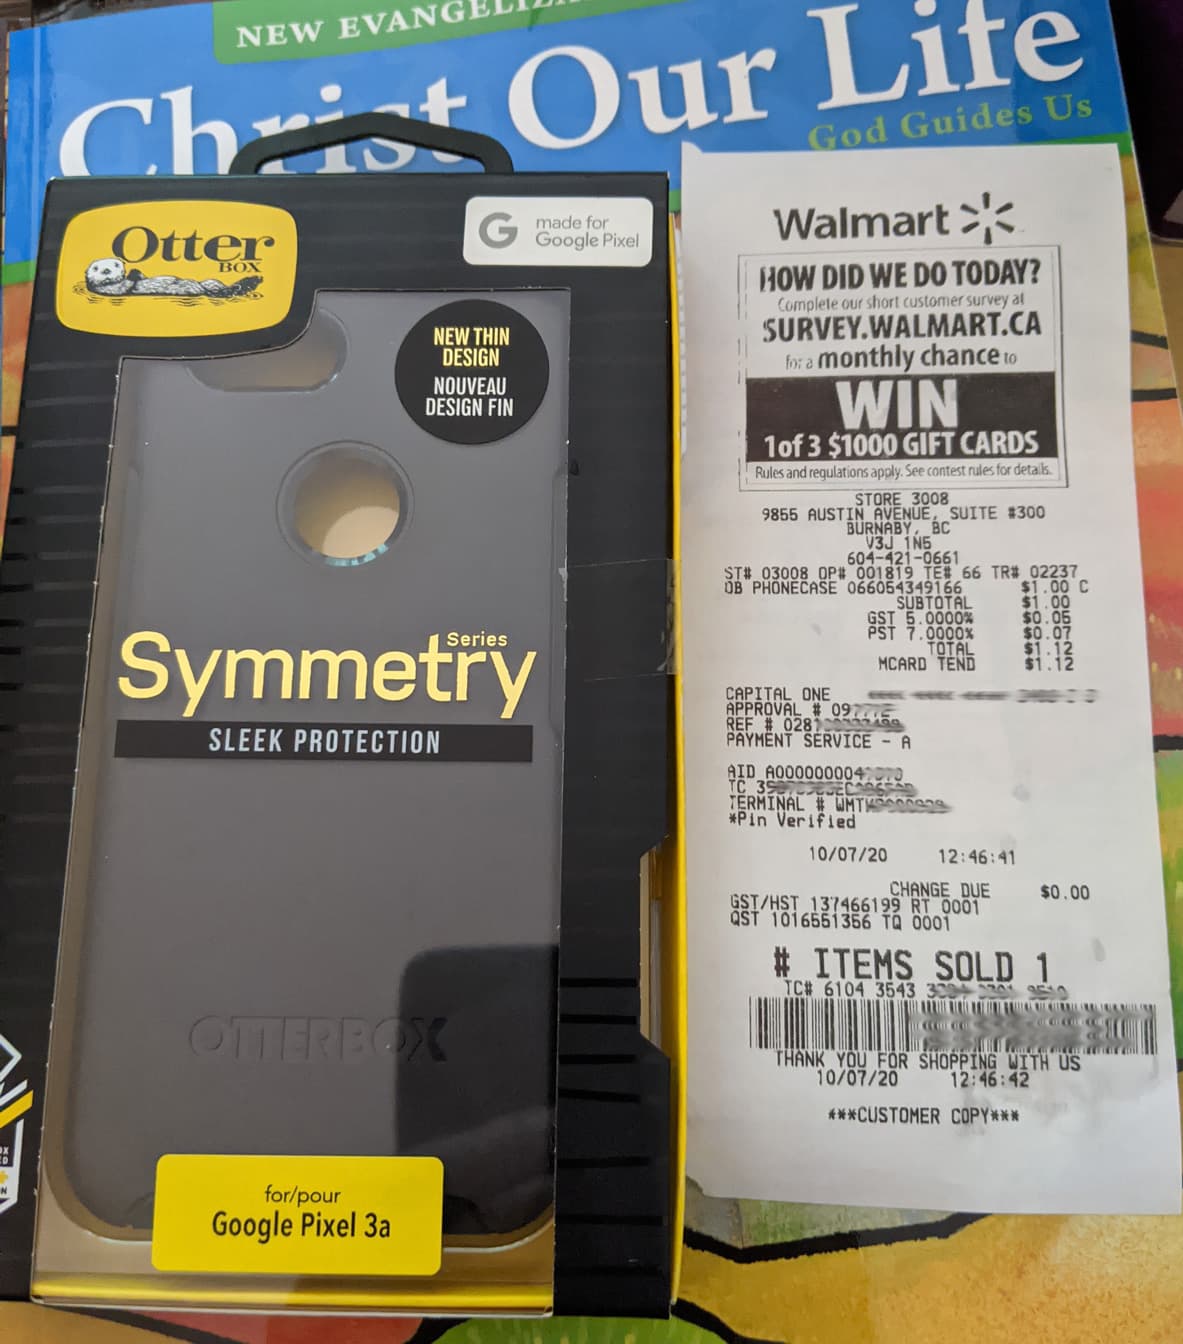 NEW EVANGELIZA
Christ Our Life
God Guides Us
Otter
BOX
G made for
Google Pixel
NEW THIN
DESIGN
NOUVEAU
DESIGN FIN
Symmetry Series
SLEEK PROTECTION
OTTERBOX
for/pour
Google Pixel 3a
Walmart
HOW DID WE DO TODAY?
Complete our short customer survey at
SURVEY.WALMART.CA
for a monthly chance to
WIN
1 of 3 $1000 GIFT CARDS
Rules and regulations apply. See contest rules for details.
STORE 3008
9855 AUSTIN AVENUE, SUITE #300
BURNABY, BC
V3J 1N5
604-421-0661
ST# 03008 OP# 001819 TE# 66 TR# 02237
OB PHONECASE 066054349166 $1.00 C
SUBTOTAL $1.00
GST 5.0000% $0.05
PST 7.0000% $0.07
TOTAL $1.12
MCARD TEND $1.12
CAPITAL ONE
APPROVAL #
REF #
PAYMENT SERVICE - A
AID
TC
TERMINAL #
*Pin Verified
10/07/20 12:46:41
CHANGE DUE $0.00
GST/HST 137466199 RT 0001
QST 1016551356 TQ 0001
# ITEMS SOLD 1
TC# 6104 3543
THANK YOU FOR SHOPPING WITH US
10/07/20 12:46:42
***CUSTOMER COPY***